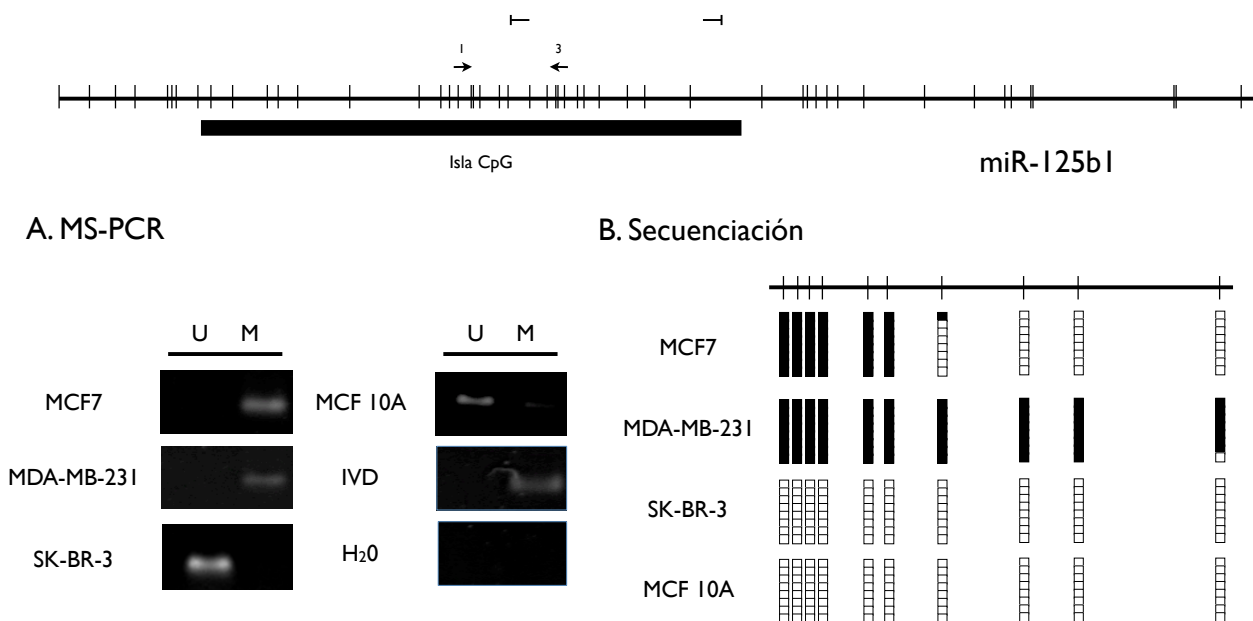 1 3
Isla CpG
miR-125b1
A. MS-PCR
U M
MCF7
MDA-MB-231
SK-BR-3
U M
MCF 10A
IVD
H20
B. Secuenciación
MCF7
MDA-MB-231
SK-BR-3
MCF 10A